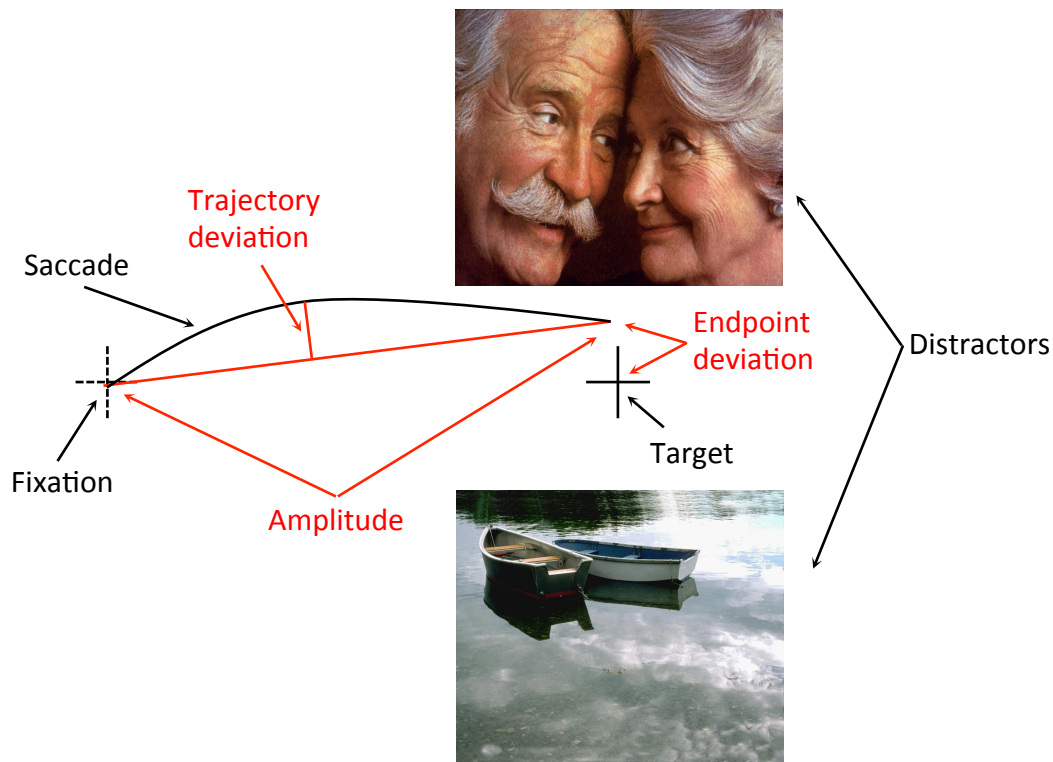 Trajectory
deviation
Saccade
Endpoint
deviation
Distractors
Target
Fixation
Amplitude